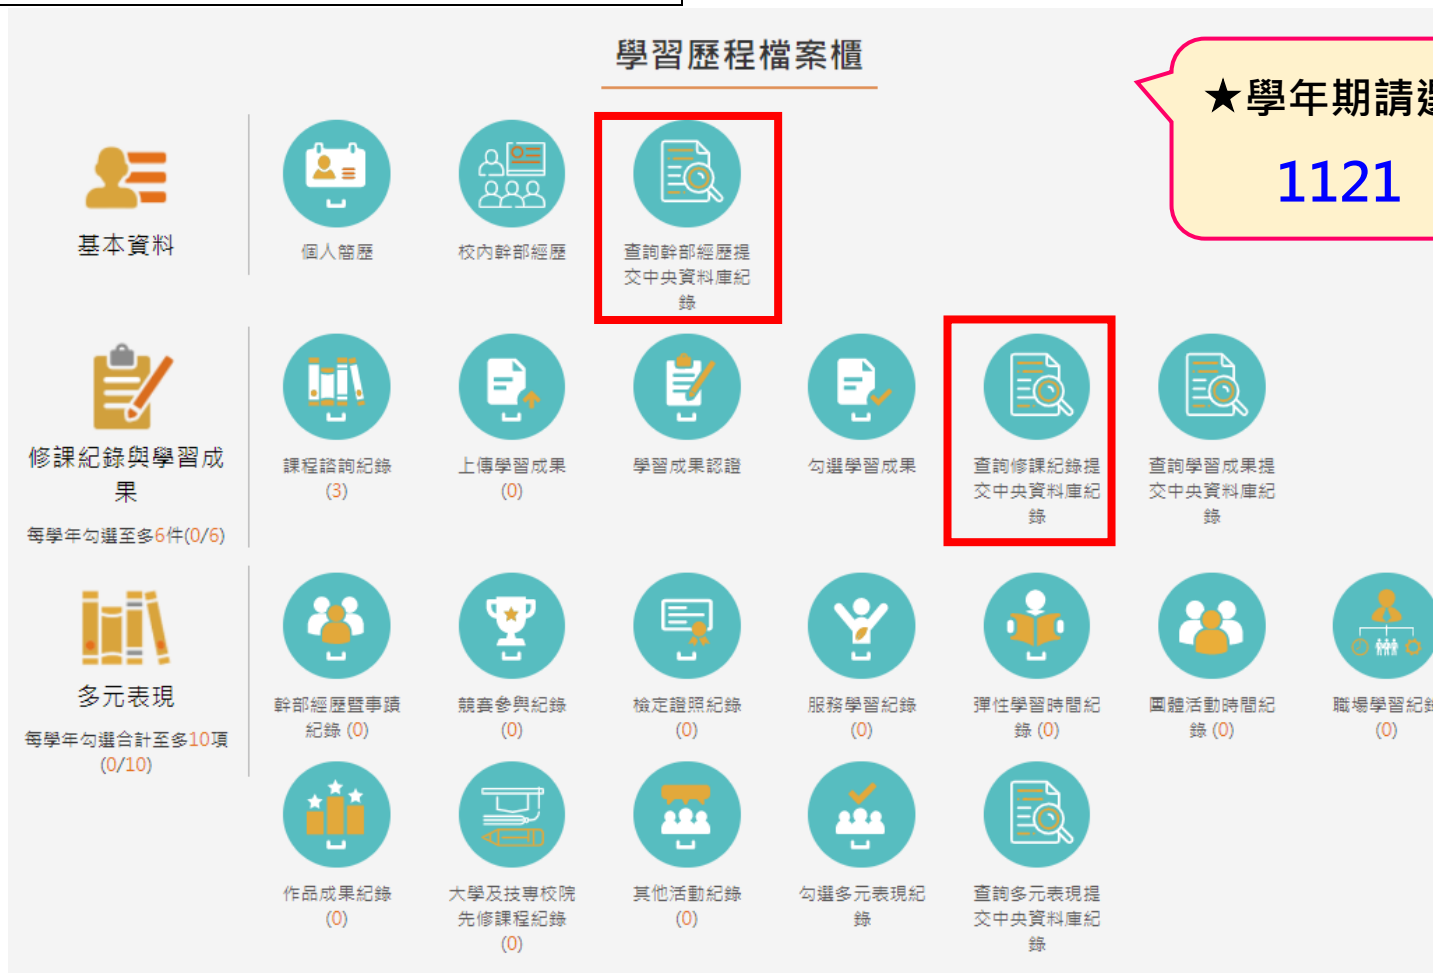 學習歷程檔案櫃
★學年期請選
1121
基本資料
個人簡歷
校內幹部經歷
查詢幹部經歷提
交中央資料庫紀
錄
修課紀錄與學習成
果
每學年勾選至多6件(0/6)
課程諮詢紀錄
(3)
上傳學習成果
(0)
學習成果認證
勾選學習成果
查詢修課紀錄提
交中央資料庫紀
錄
查詢學習成果提
交中央資料庫紀
錄
多元表現
每學年勾選合計至多10項
(0/10)
幹部經歷暨事蹟
紀錄 (0)
競賽參與紀錄
(0)
檢定證照紀錄
(0)
服務學習紀錄
(0)
彈性學習時間紀
錄 (0)
團體活動時間紀
錄 (0)
職場學習紀錄
(0)
作品成果紀錄
(0)
大學及技專校院
先修課程紀錄
(0)
其他活動紀錄
(0)
勾選多元表現紀
錄
查詢多元表現提
交中央資料庫紀
錄